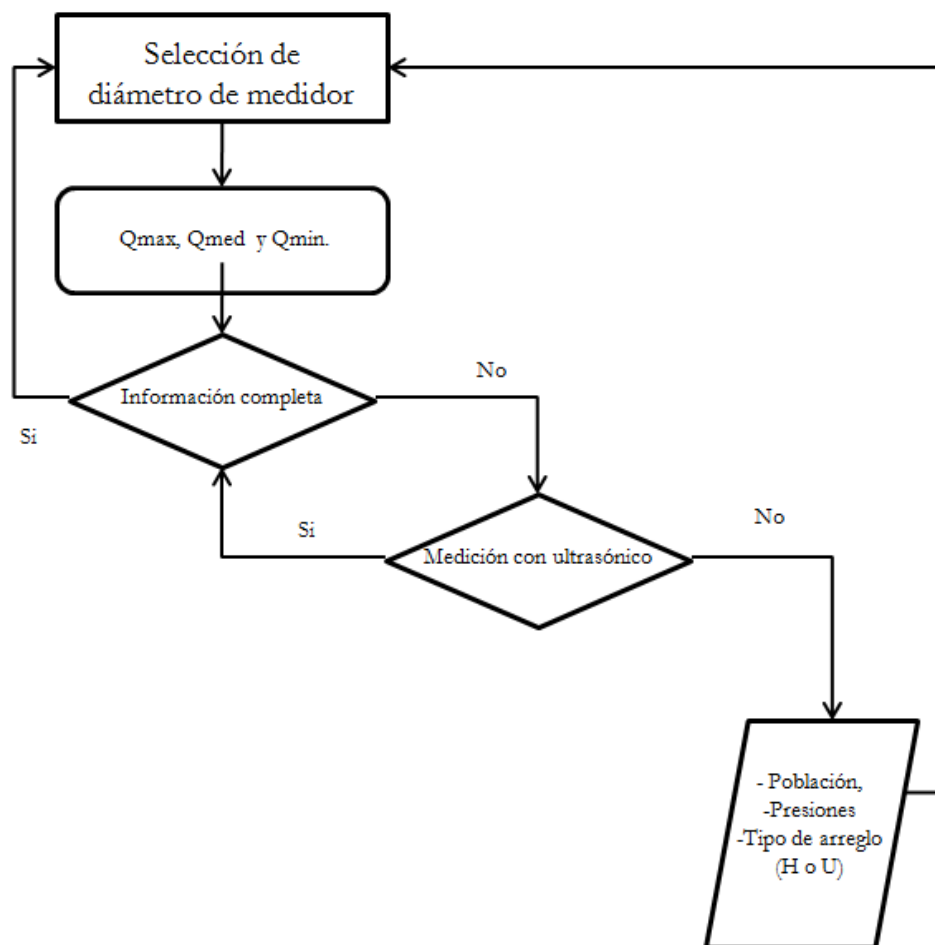 Selección de
diámetro de medidor
Qmax, Qmed y Qmin.
Información completa
No
Si
Si
No
Medición con ultrasónico
- Población,
-Presiones
-Tipo de arreglo
(H o U)